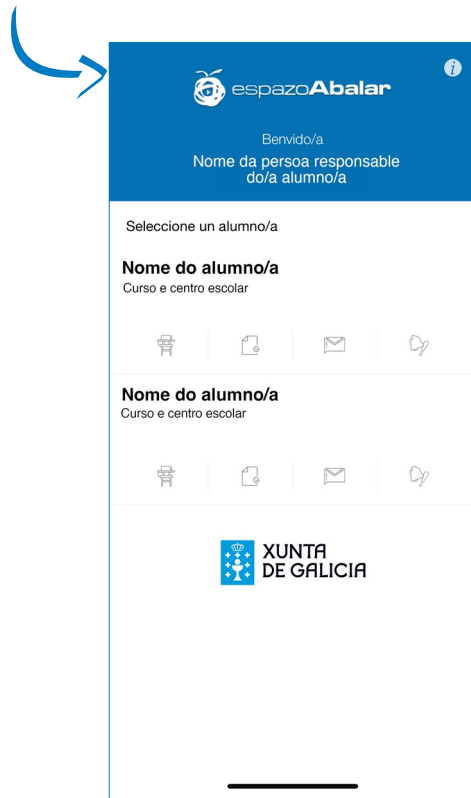 espazoAbalar
Benvido/a
Nome da persoa responsable
do/a alumno/a
Seleccione un alumno/a
Nome do alumno/a
Curso e centro escolar
Nome do alumno/a
Curso e centro escolar
XUNTA
DE GALICIA